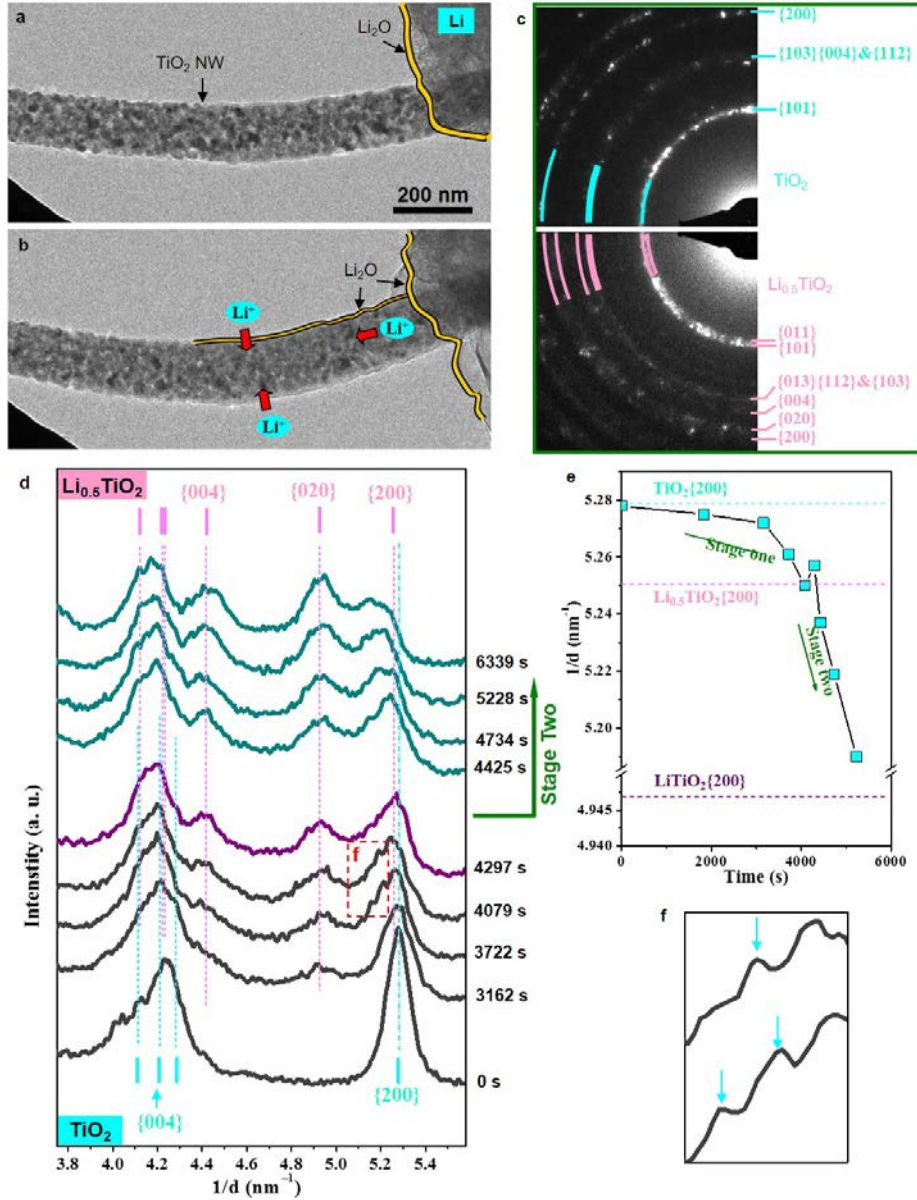 a
Li₂O
Li
TiO₂ NW
200 nm
b
Li₂O
Li⁺
Li⁺
Li⁺
c
{200}
{103}{004}&{112}
{101}
TiO₂
Li₀.₅TiO₂
{011}
{101}
{013}{112}&{103}
{004}
{020}
{200}
d
Li₀.₅TiO₂
{004}
{020}
{200}
6339 s
5228 s
4734 s
4425 s
4297 s
4079 s
3722 s
3162 s
0 s
Stage Two
f
{004}
{200}
TiO₂
Intenstity (a. u.)
3.8 4.0 4.2 4.4 4.6 4.8 5.0 5.2 5.4
1/d (nm⁻¹)
e
5.28
5.26
5.24
5.22
5.20
4.945
4.940
1/d (nm⁻¹)
TiO₂{200}
Stage one
Li₀.₅TiO₂{200}
Stage two
LiTiO₂{200}
0 2000 4000 6000
Time (s)
f